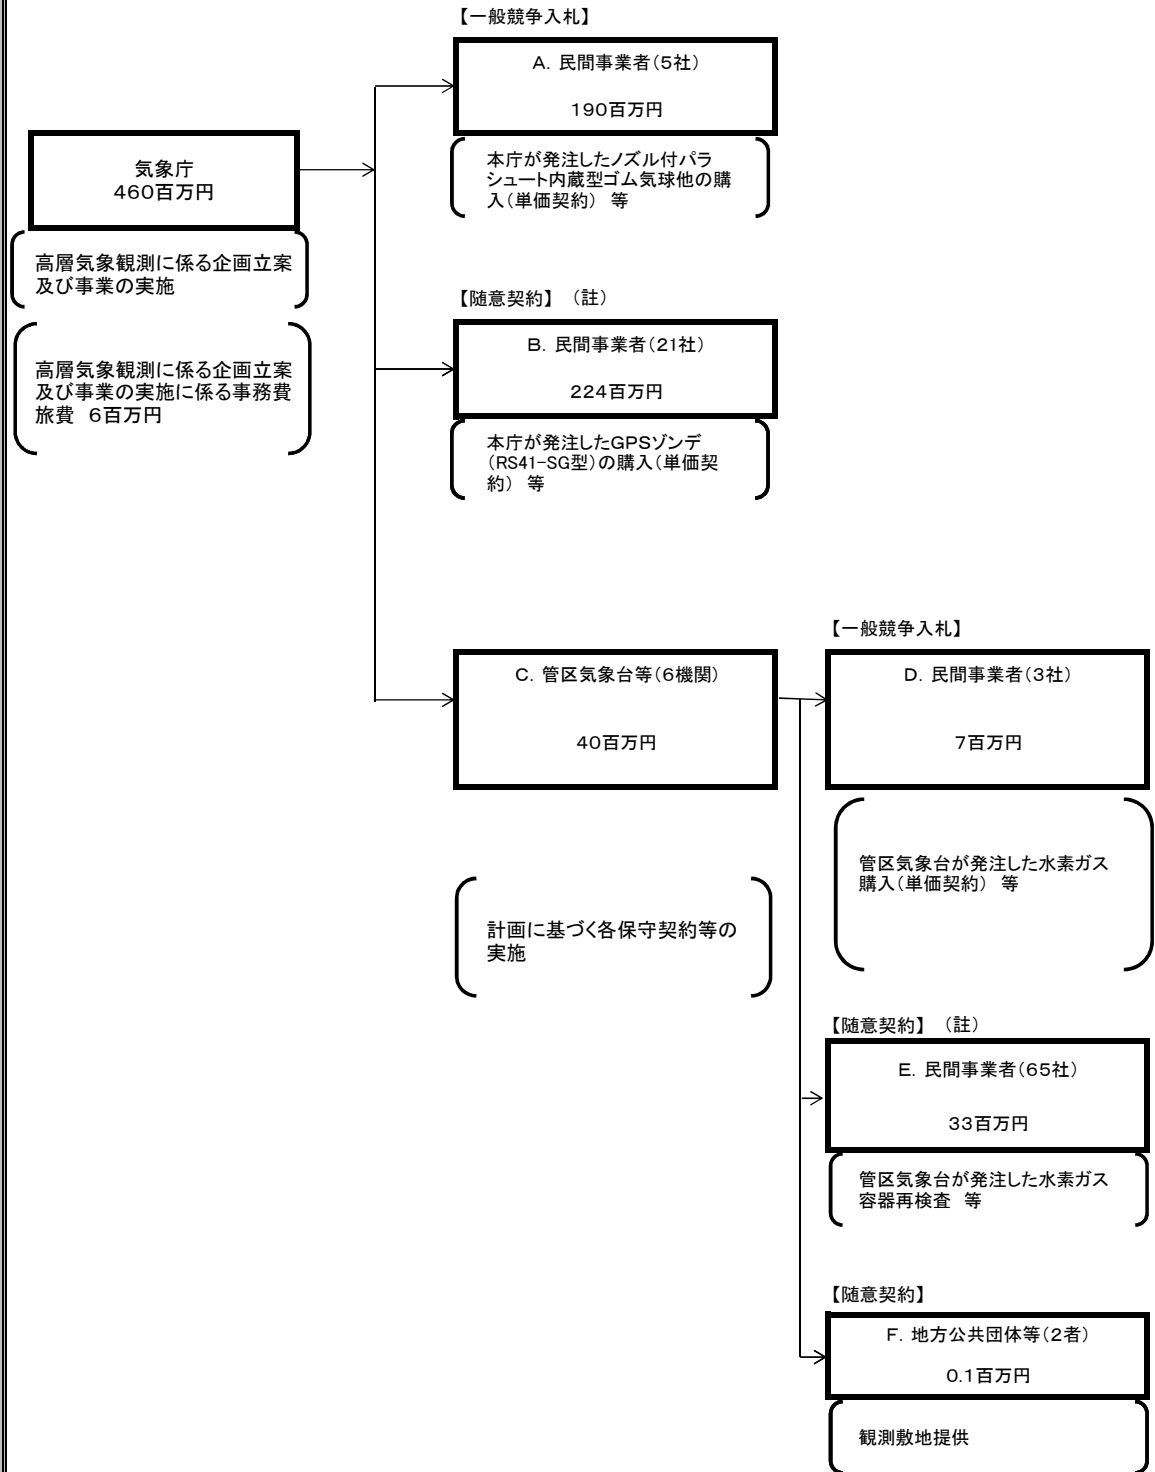 【一般競争入札】
A．民間事業者（5社）
190百万円
本庁が発注したノズル付パラ
シュート内蔵型ゴム気球他の購
入（単価契約） 等
気象庁
460百万円
高層気象観測に係る企画立案
及び事業の実施
高層気象観測に係る企画立案
及び事業の実施に係る事務費
旅費 6百万円
【随意契約】 （註）
B．民間事業者（21社）
224百万円
本庁が発注したGPSゾンデ
（RS41-SG型）の購入（単価契
約） 等
C．管区気象台等（6機関）
40百万円
計画に基づく各保守契約等の
実施
【一般競争入札】
D．民間事業者（3社）
7百万円
管区気象台が発注した水素ガス
購入（単価契約） 等
【随意契約】 （註）
E．民間事業者（65社）
33百万円
管区気象台が発注した水素ガス
容器再検査 等
【随意契約】
F．地方公共団体等（2者）
0.1百万円
観測敷地提供